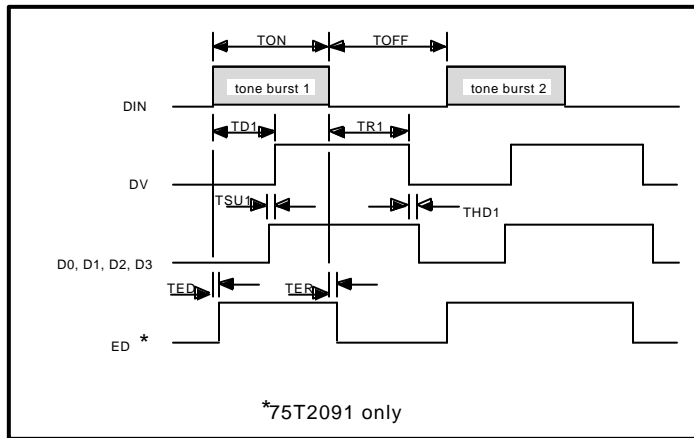 TON TOFF
tone burst 1 tone burst 2
DIN
TD1 TR1
DV
TSU1 THD1
D0, D1, D2, D3
TED TER
ED *
*75T2091 only